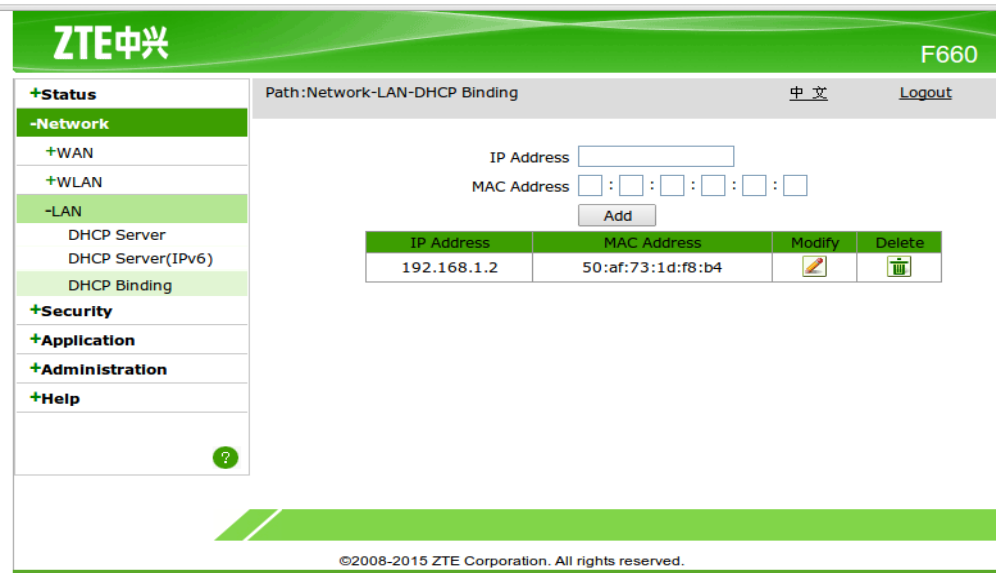 ZTE中兴
F660
+Status
Path:Network-LAN-DHCP Binding
中 文
Logout
-Network
+WAN
+WLAN
-LAN
DHCP Server
DHCP Server(IPv6)
DHCP Binding
+Security
+Application
+Administration
+Help
?
IP Address
MAC Address : : : : :
Add
IP Address MAC Address Modify Delete
192.168.1.2 50:af:73:1d:f8:b4
©2008-2015 ZTE Corporation. All rights reserved.